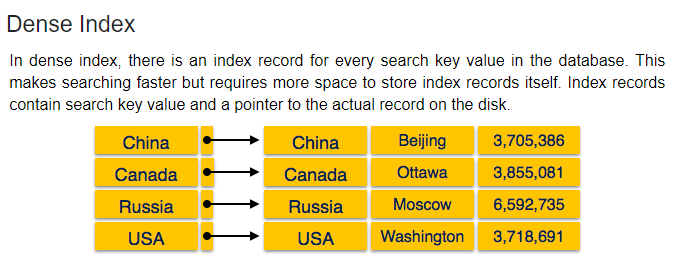 Dense Index
In dense index, there is an index record for every search key value in the database. This
makes searching faster but requires more space to store index records itself. Index records
contain search key value and a pointer to the actual record on the disk.
China China Beijing 3,705,386
Canada Canada Ottawa 3,855,081
Russia Russia Moscow 6,592,735
USA USA Washington 3,718,691